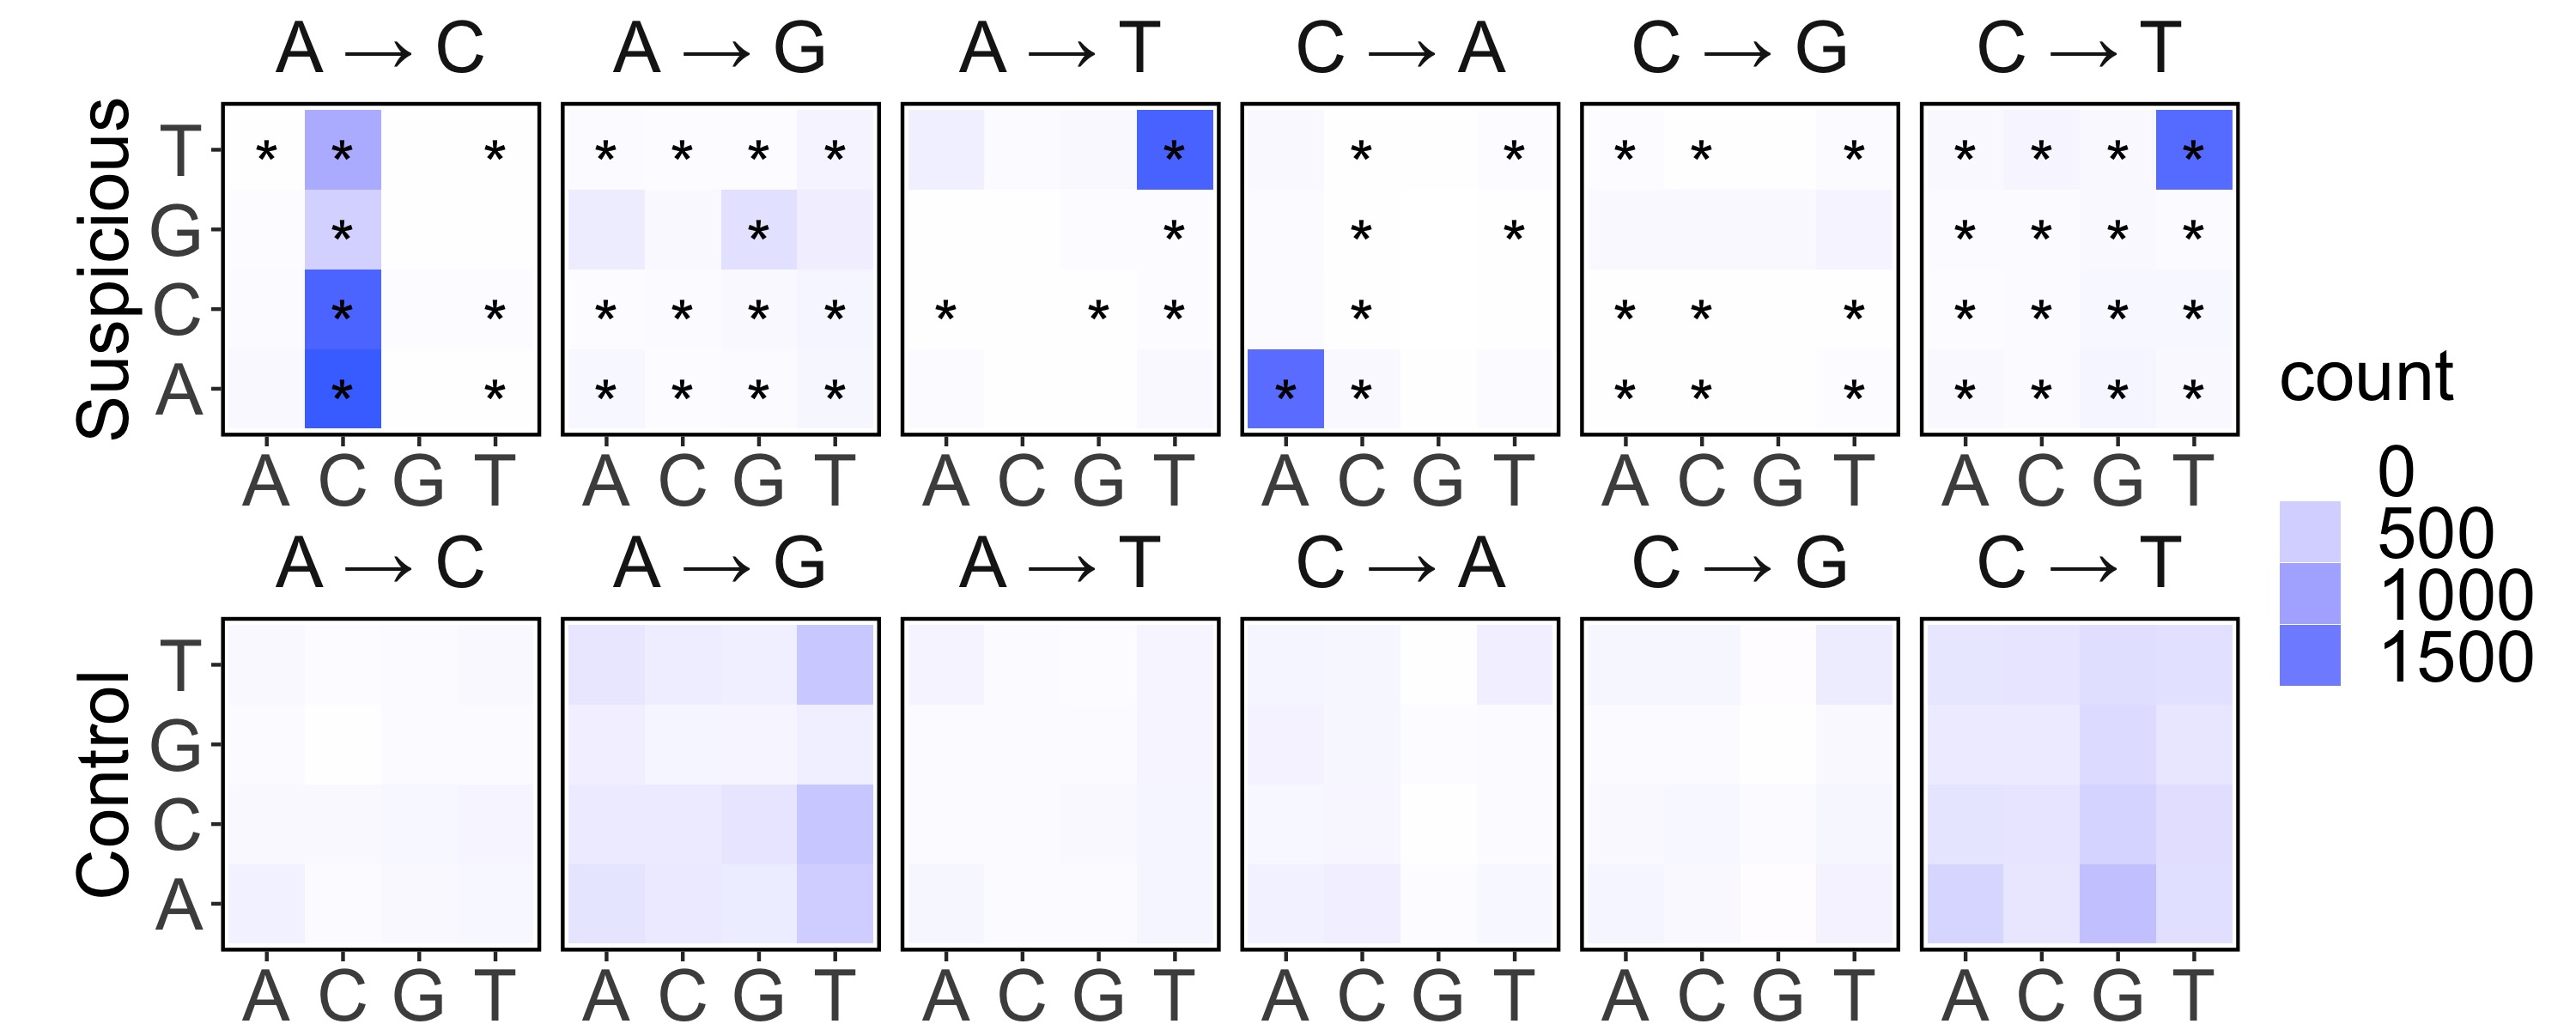 A → C A → G A → T C → A C → G C → T
Suspicious
T * * * * * * * * * * * * * * * * *
G * * * * * * * * *
C * * * * * * * * * * * * * * * * *
A * * * * * * * * * * * * * * *
A C G T A C G T A C G T A C G T A C G T A C G T
A → C A → G A → T C → A C → G C → T
Control
T
G
C
A
A C G T A C G T A C G T A C G T A C G T A C G T
count
0
500
1000
1500